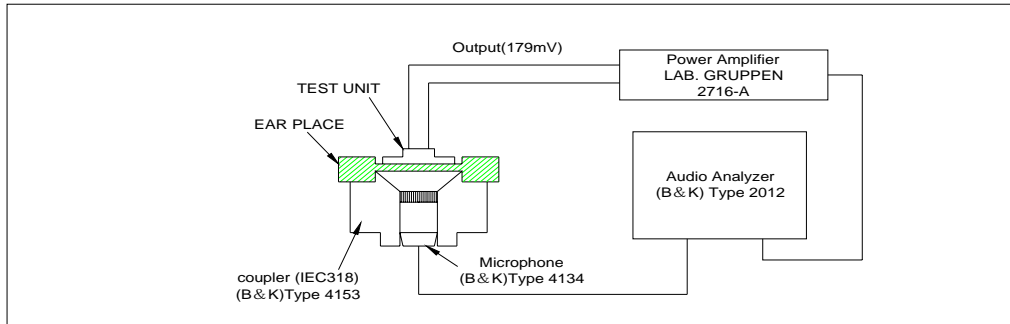 Output(179mV)
Power Amplifier
LAB. GRUPPEN
2716-A
TEST UNIT
EAR PLACE
Audio Analyzer
(B&K) Type 2012
Microphone
(B&K)Type 4134
coupler (IEC318)
(B&K)Type 4153